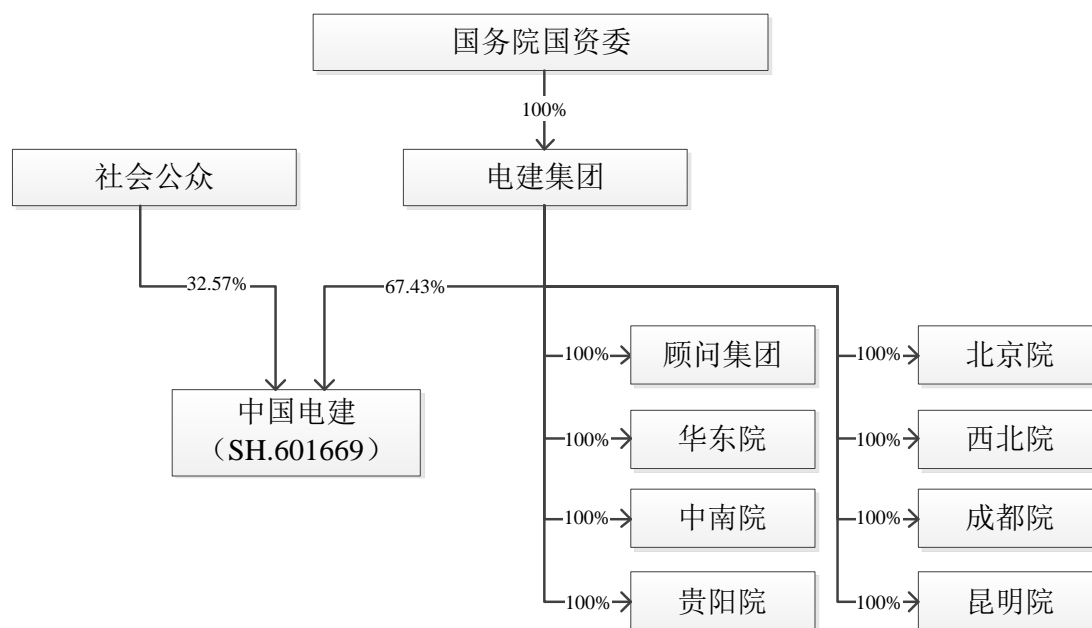 国务院国资委
100%
社会公众
电建集团
32.57%
67.43%
100%
顾问集团
100%
北京院
中国电建
（SH.601669）
100%
华东院
100%
西北院
100%
中南院
100%
成都院
100%
贵阳院
100%
昆明院